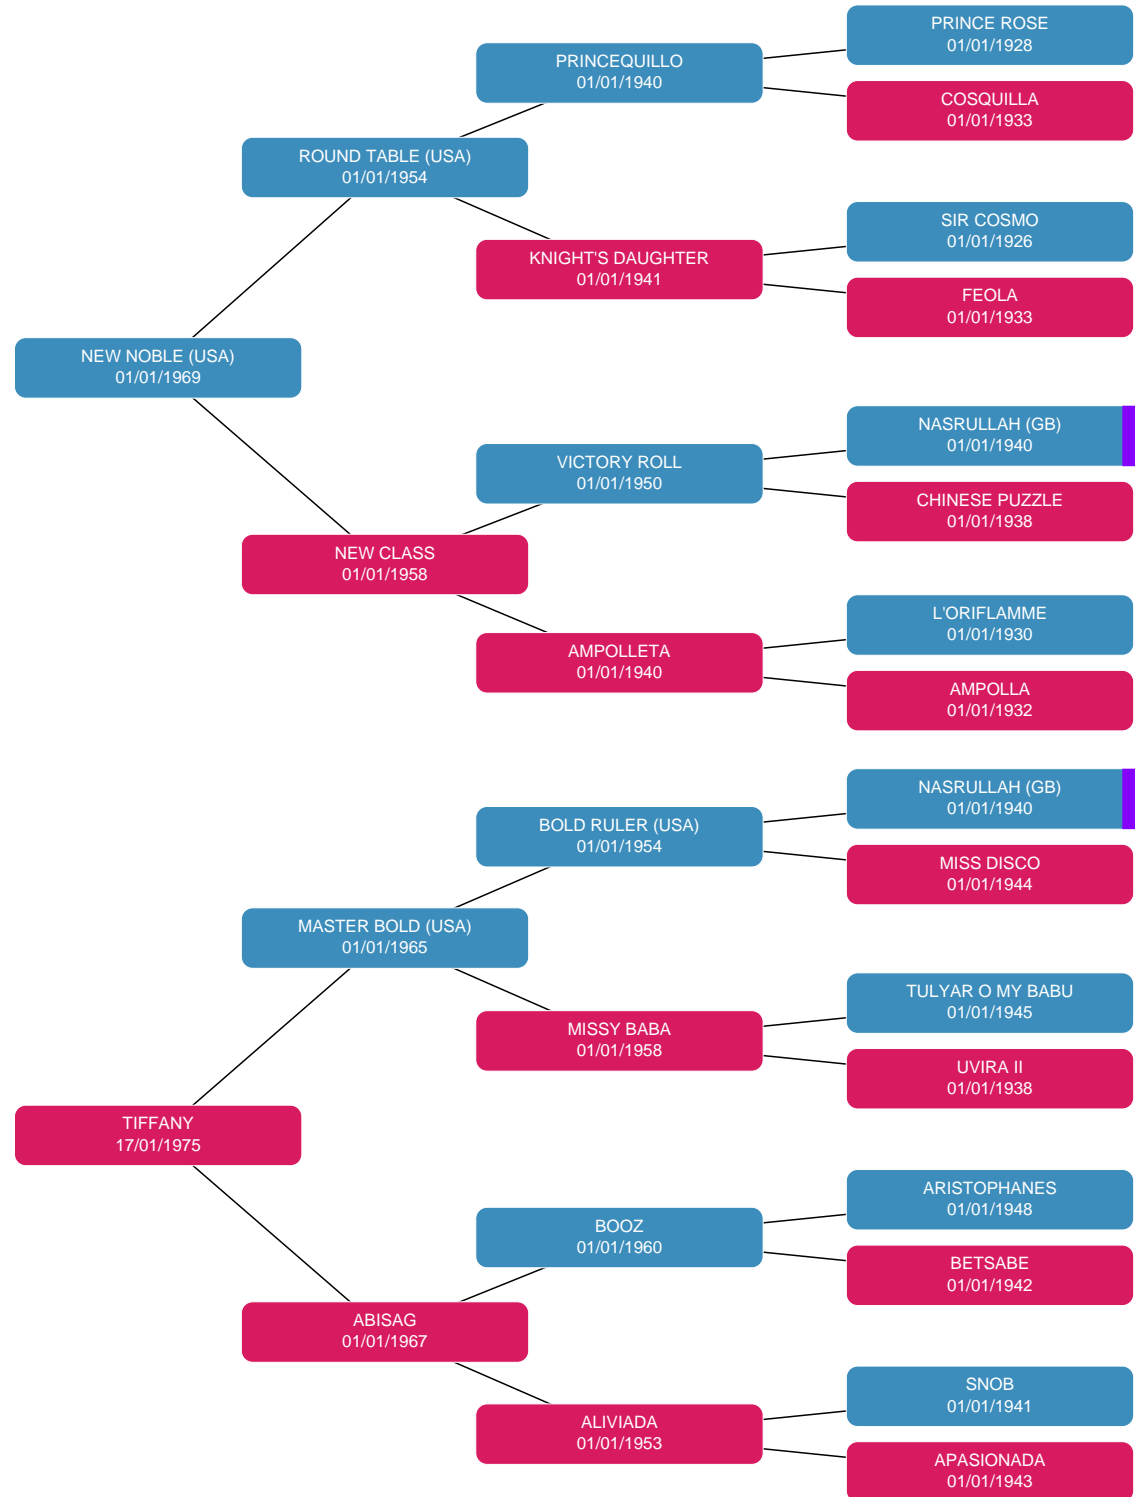 PRINCE ROSE
01/01/1928
PRINCEQUILLO
01/01/1940
COSQUILLA
01/01/1933
ROUND TABLE (USA)
01/01/1954
SIR COSMO
01/01/1926
KNIGHT'S DAUGHTER
01/01/1941
FEOLA
01/01/1933
NEW NOBLE (USA)
01/01/1969
NASRULLAH (GB)
01/01/1940
VICTORY ROLL
01/01/1950
CHINESE PUZZLE
01/01/1938
NEW CLASS
01/01/1958
L'ORIFLAMME
01/01/1930
AMPOLLETA
01/01/1940
AMPOLLA
01/01/1932
NASRULLAH (GB)
01/01/1940
BOLD RULER (USA)
01/01/1954
MISS DISCO
01/01/1944
MASTER BOLD (USA)
01/01/1965
TULYAR O MY BABU
01/01/1945
MISSY BABA
01/01/1958
UVIRA II
01/01/1938
TIFFANY
17/01/1975
ARISTOPHANES
01/01/1948
BOOZ
01/01/1960
BETSABE
01/01/1942
ABISAG
01/01/1967
SNOB
01/01/1941
ALIVIADA
01/01/1953
APASIONADA
01/01/1943